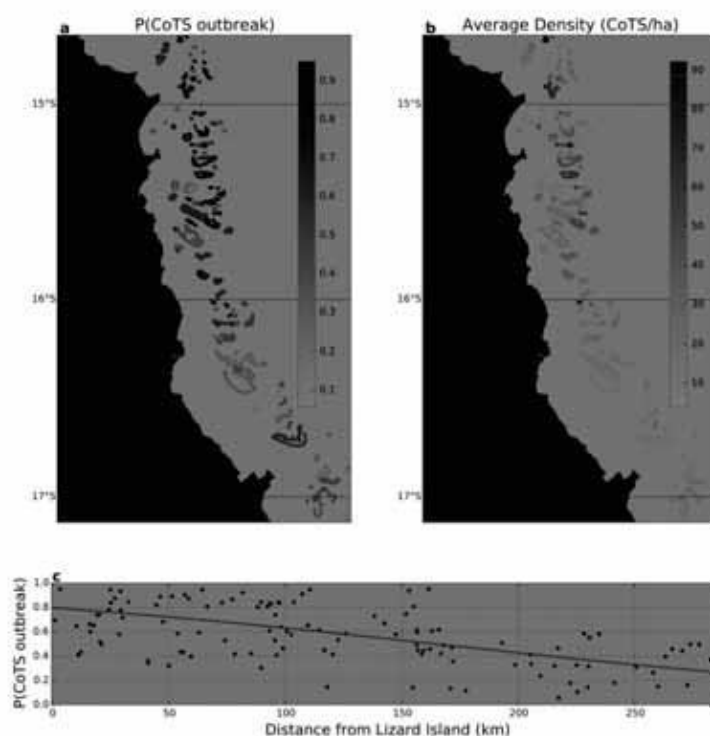 a P(CoTS outbreak)
b Average Density (CoTS/ha)
15°S
16°S
17°S
0.9
0.8
0.7
0.6
0.5
0.4
0.3
0.2
0.1
90
80
70
60
50
40
30
20
10
c
P(CoTS outbreak)
1.0
0.8
0.6
0.4
0.2
0.0
0 50 100 150 200 250
Distance from Lizard Island (km)